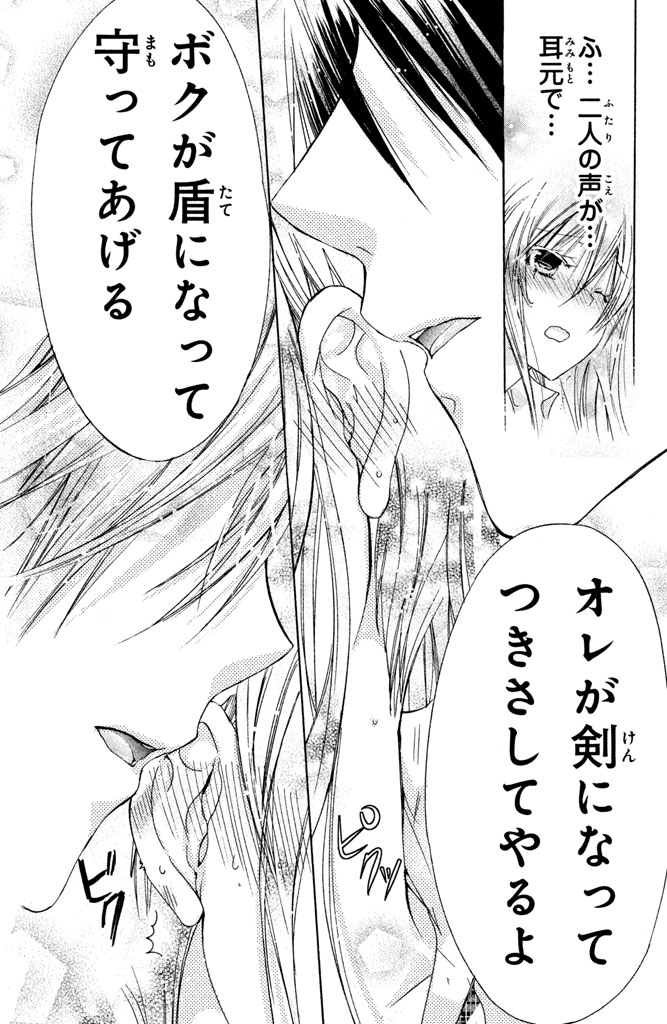 ふ…二人の声が…
耳元で…
オレが剣になって
つきさしてやるよ
ピクッ
ボクが盾になって
守ってあげる
ビクッ